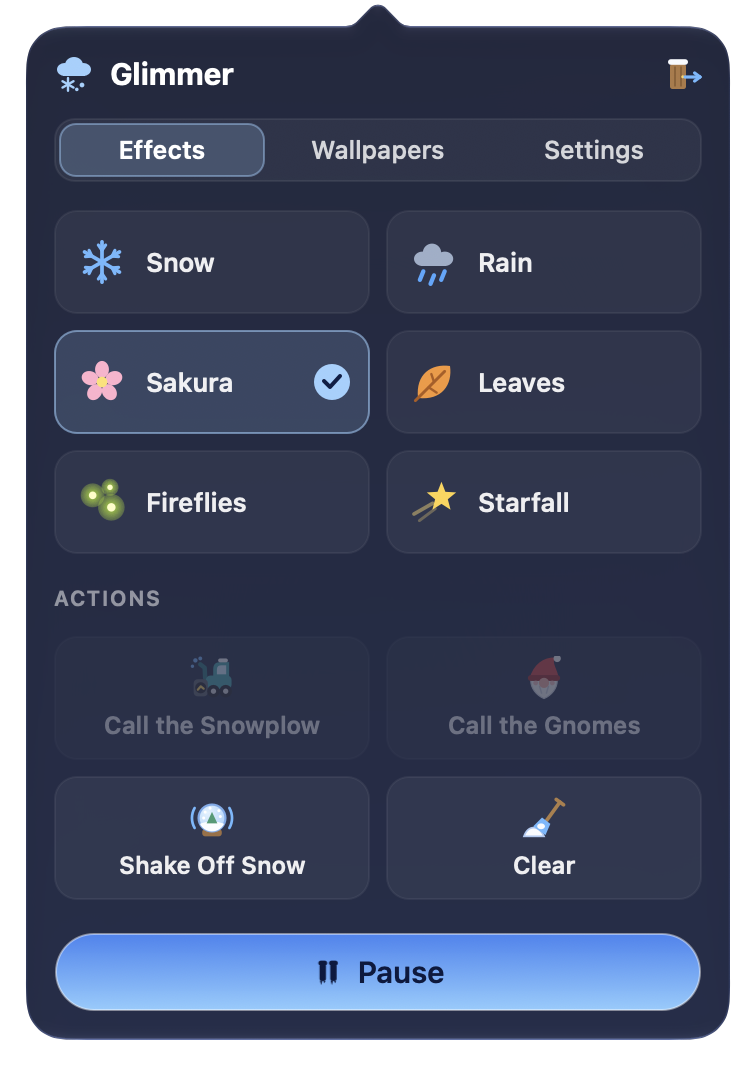 Glimmer
Effects Wallpapers Settings
Snow Rain
Sakura Leaves
Fireflies Starfall
ACTIONS
Call the Snowplow Call the Gnomes
Shake Off Snow Clear
Pause